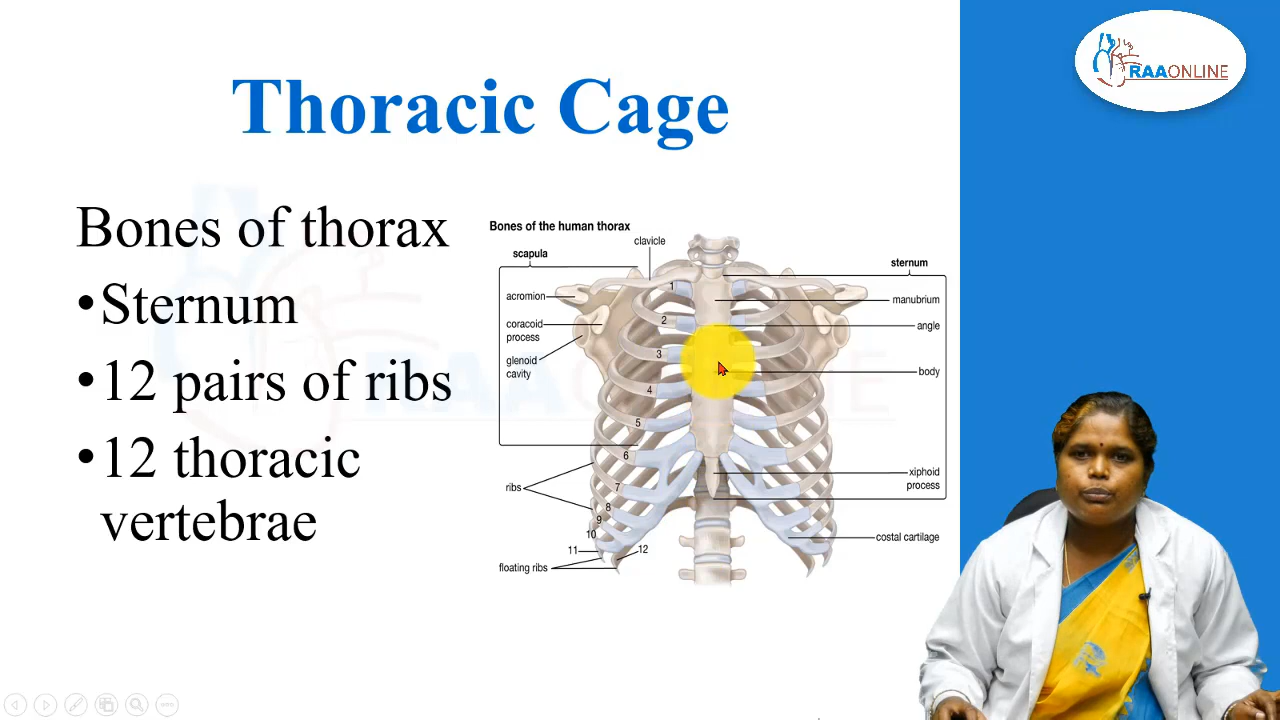 RAAONLINE
Thoracic Cage
Bones of thorax
•Sternum
•12 pairs of ribs
•12 thoracic
vertebrae
Bones of the human thorax
clavicle
scapula
sternum
acromion
manubrium
coracoid
process
angle
glenoid
cavity
body
xiphoid
process
ribs
costal cartilage
floating ribs
1
2
3
4
5
6
7
8
9
10
11
12
RAAONLINE